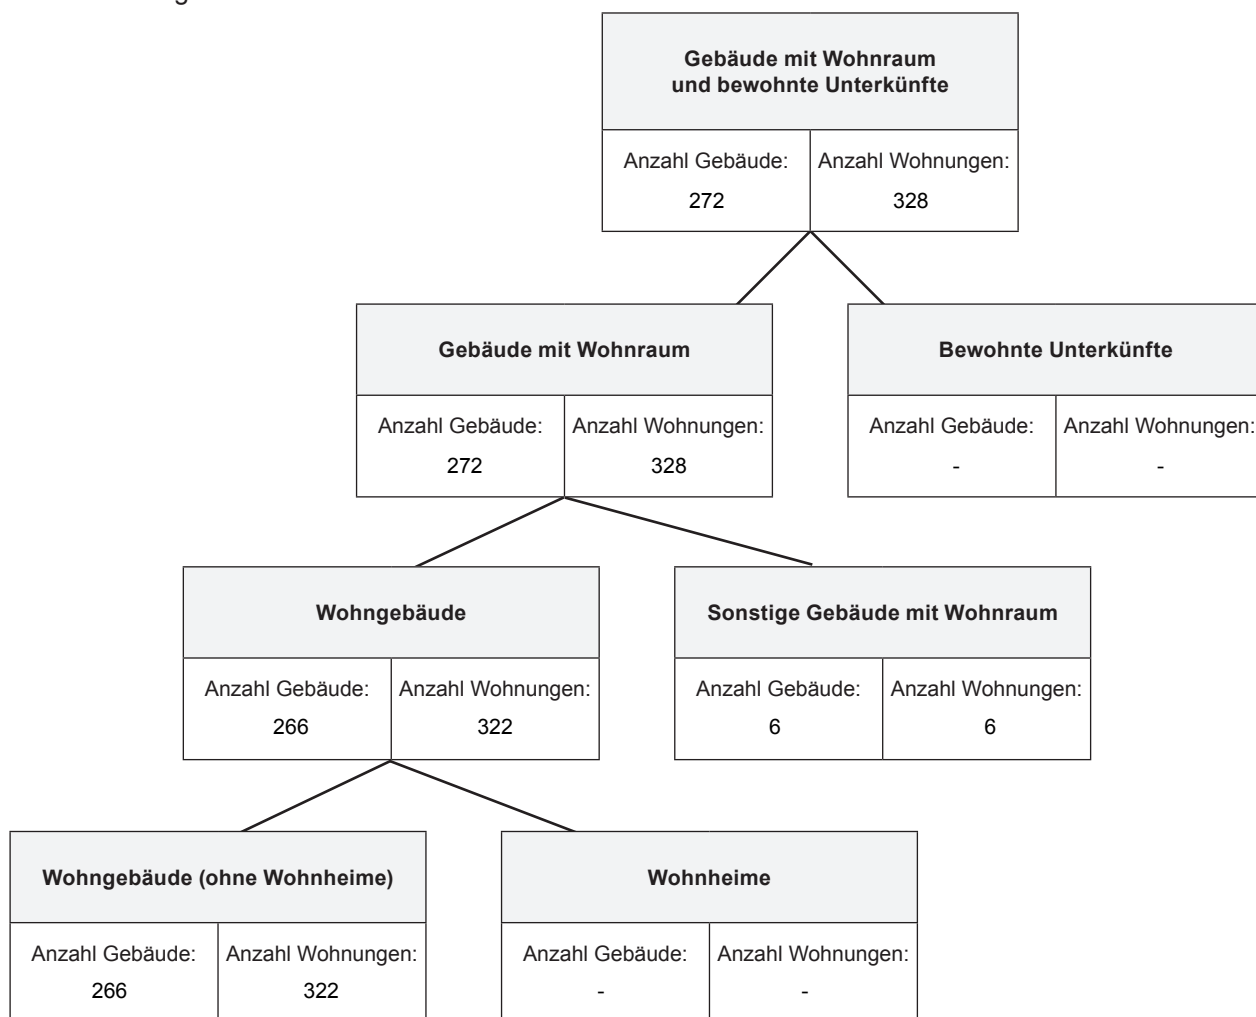 Gebäude mit Wohnraum
und bewohnte Unterkünfte
Anzahl Gebäude:
272
Anzahl Wohnungen:
328
Gebäude mit Wohnraum
Anzahl Gebäude:
272
Anzahl Wohnungen:
328
Bewohnte Unterkünfte
Anzahl Gebäude:
-
Anzahl Wohnungen:
-
Wohngebäude
Anzahl Gebäude:
266
Anzahl Wohnungen:
322
Sonstige Gebäude mit Wohnraum
Anzahl Gebäude:
6
Anzahl Wohnungen:
6
Wohngebäude (ohne Wohnheime)
Anzahl Gebäude:
266
Anzahl Wohnungen:
322
Wohnheime
Anzahl Gebäude:
-
Anzahl Wohnungen:
-